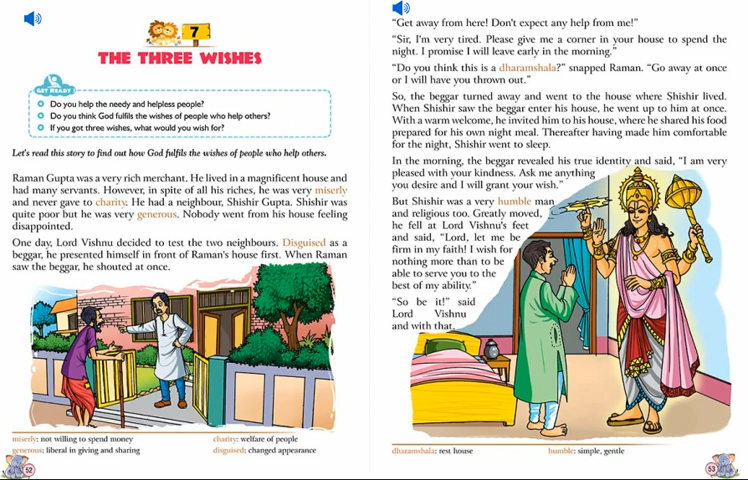 7
THE THREE WISHES
GET READY
Do you help the needy and helpless people?
Do you think God fulfils the wishes of people who help others?
If you got three wishes, what would you wish for?
Let's read this story to find out how God fulfils the wishes of people who help others.
Raman Gupta was a very rich merchant. He lived in a magnificent house and
had many servants. However, in spite of all his riches, he was very miserly
and never gave to charity. He had a neighbour, Shishir Gupta. Shishir was
quite poor but he was very generous. Nobody went from his house feeling
disappointed.
One day, Lord Vishnu decided to test the two neighbours. Disguised as a
beggar, he presented himself in front of Raman's house first. When Raman
saw the beggar, he shouted at once.
miserly: not willing to spend money
charity: welfare of people
generous: liberal in giving and sharing
disguised: changed appearance
52
"Get away from here! Don't expect any help from me!"
"Sir, I'm very tired. Please give me a corner in your house to spend the
night. I promise I will leave early in the morning."
"Do you think this is a dharamshala?" snapped Raman. "Go away at once
or I will have you thrown out."
So, the beggar turned away and went to the house where Shishir lived.
When Shishir saw the beggar enter his house, he went up to him at once.
With a warm welcome, he invited him to his house, where he shared his food
prepared for his own night meal. Thereafter having made him comfortable
for the night, Shishir went to sleep.
In the morning, the beggar revealed his true identity and said, "I am very
pleased with your kindness. Ask me anything
you desire and I will grant your wish."
But Shishir was a very humble man
and religious too. Greatly moved,
he fell at Lord Vishnu's feet
and said, "Lord, let me be
firm in my faith! I wish for
nothing more than to be
able to serve you to the
best of my ability."
"So be it!" said
Lord Vishnu
and with that,
dharamshala: rest house
humble: simple, gentle
53